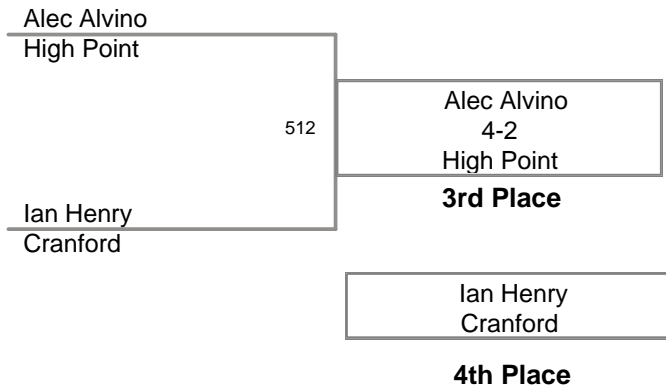 Alec Alvino
High Point
512
Alec Alvino
4-2
High Point
3rd Place
Ian Henry
Cranford
Ian Henry
Cranford
4th Place